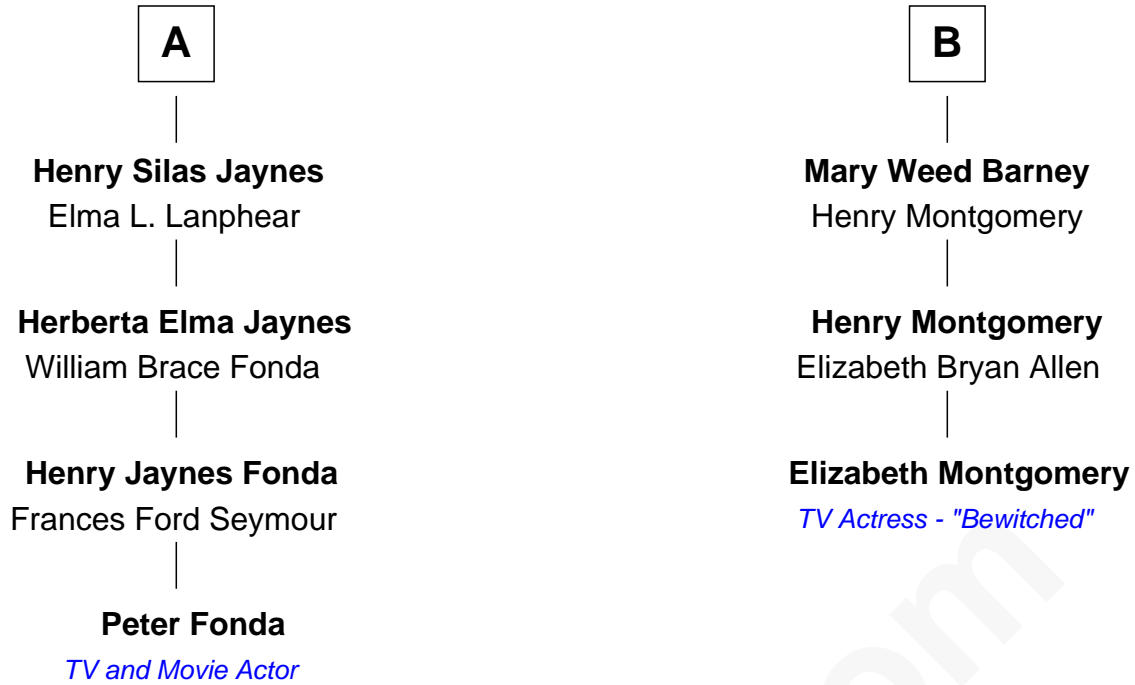 A
Henry Silas Jaynes
Elma L. Lanphear
Herberta Elma Jaynes
William Brace Fonda
Henry Jaynes Fonda
Frances Ford Seymour
Peter Fonda
TV and Movie Actor
B
Mary Weed Barney
Henry Montgomery
Henry Montgomery
Elizabeth Bryan Allen
Elizabeth Montgomery
TV Actress - "Bewitched"
om